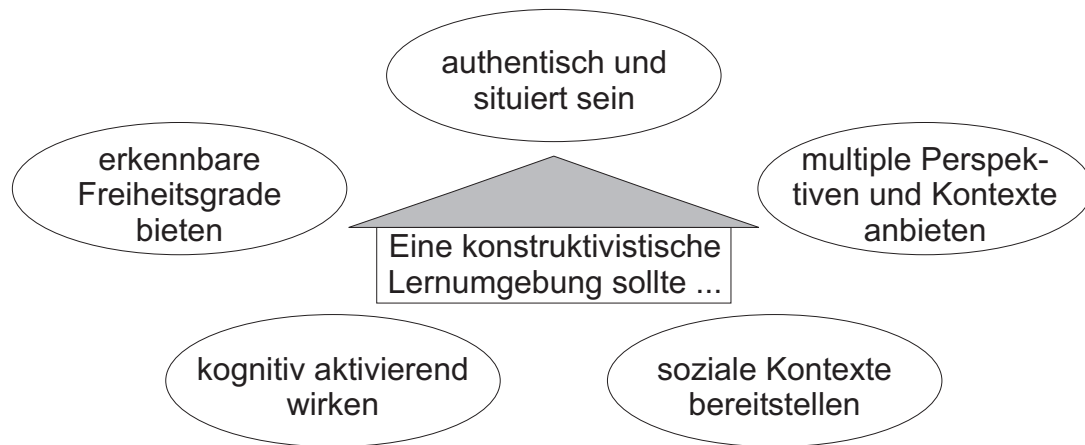 authentisch und
situiert sein
erkennbare
Freiheitsgrade
bieten
multiple Perspek-
tiven und Kontexte
anbieten
Eine konstruktivistische
Lernumgebung sollte ...
kognitiv aktivierend
wirken
soziale Kontexte
bereitstellen